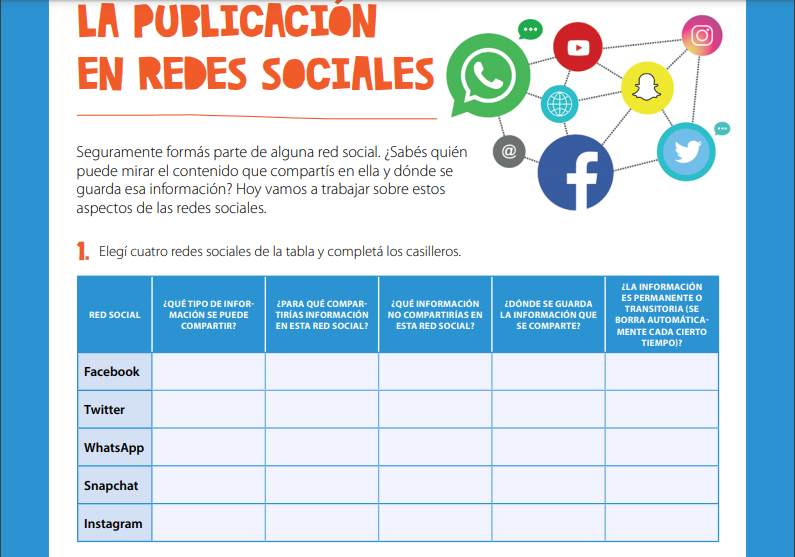 LA PUBLICACIÓN
EN REDES SOCIALES
@
Seguramente formás parte de alguna red social. ¿Sabés quién
puede mirar el contenido que compartís en ella y dónde se
guarda esa información? Hoy vamos a trabajar sobre estos
aspectos de las redes sociales.
1. Elegí cuatro redes sociales de la tabla y completá los casilleros.
RED SOCIAL
¿QUÉ TIPO DE INFOR-
MACIÓN SE PUEDE
COMPARTIR?
¿PARA QUÉ COMPAR-
TIRÍAS INFORMACIÓN
EN ESTA RED SOCIAL?
¿QUÉ INFORMACIÓN
NO COMPARTIRÍAS EN
ESTA RED SOCIAL?
¿DÓNDE SE GUARDA
LA INFORMACIÓN QUE
SE COMPARTE?
¿LA INFORMACIÓN
ES PERMANENTE O
TRANSITORIA (SE
BORRA AUTOMÁTICA-
MENTE CADA CIERTO
TIEMPO)?
Facebook
Twitter
WhatsApp
Snapchat
Instagram